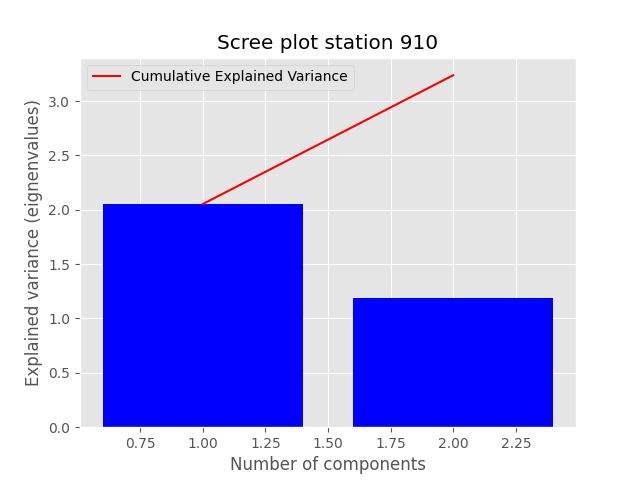 Scree plot station 910
Cumulative Explained Variance
Explained variance (eignenvalues)
3.0
2.5
2.0
1.5
1.0
0.5
0.0
0.75 1.00 1.25 1.50 1.75 2.00 2.25
Number of components